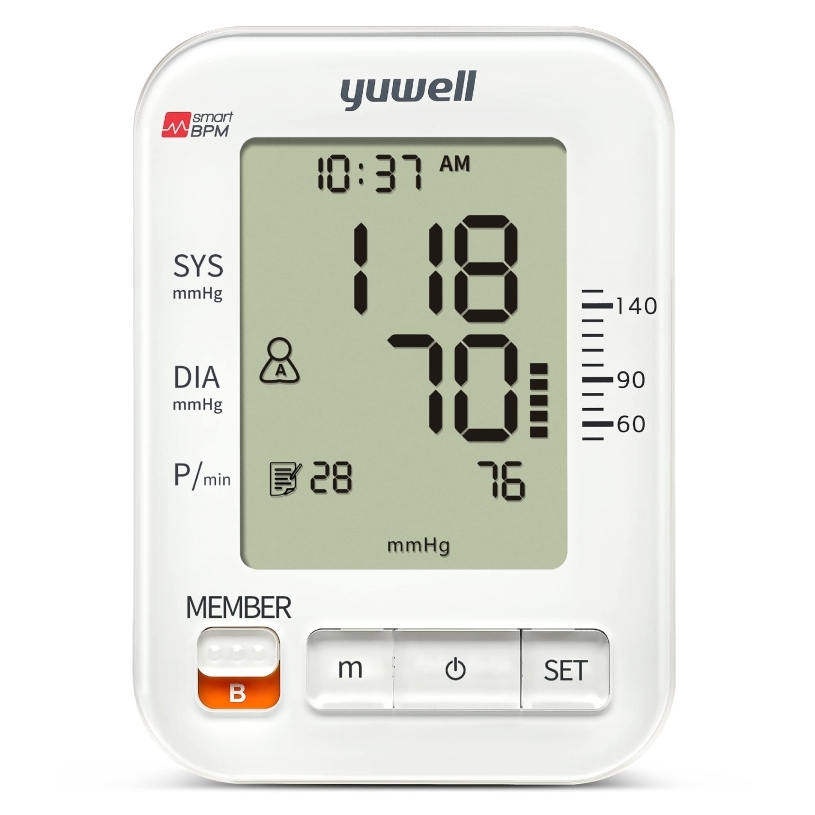 yuwell
smart
BPM
10:37 AM
SYS
mmHg
118
140
DIA
mmHg
A
70
90
60
P/min
28
76
mmHg
MEMBER
B
m
SET